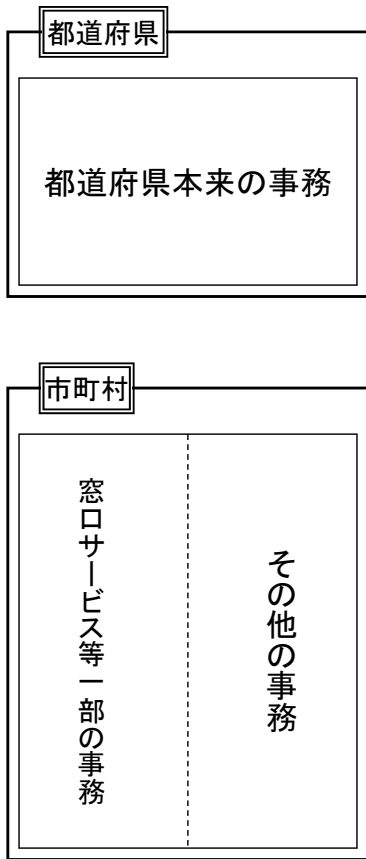 都道府県
都道府県本来の事務
市町村
窓口サービス等一部の事務
その他の事務